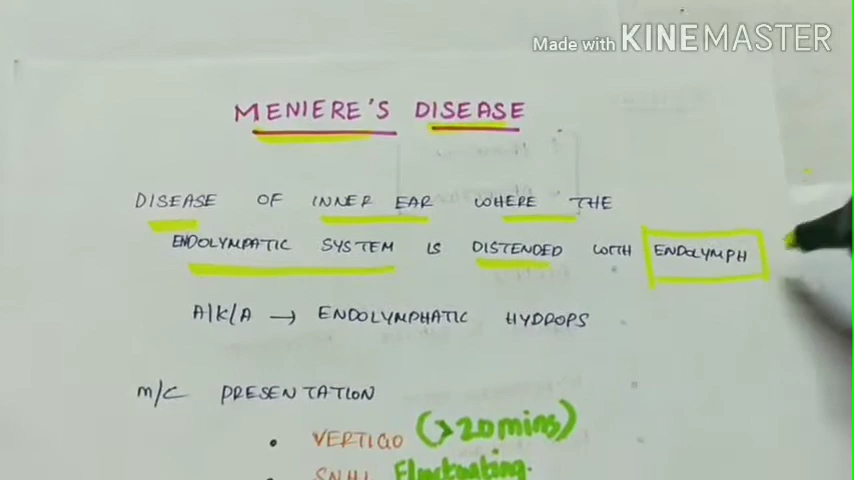 Made with KINEMASTER
MENIERE'S DISEASE
DISEASE OF INNER EAR WHERE THE
ENDOLYMPATIC SYSTEM IS DISTENDED WITH ENDOLYMPH
A/K/A → ENDOLYMPHATIC HYDROPS
M/C PRESENTATION
• VERTIGO (>20mins)
• SNHL Fluctuating.